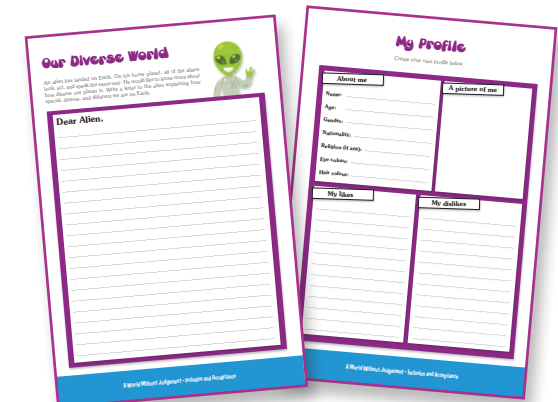 Our Diverse World
An alien has landed on Earth. On his home planet, all of the aliens
look, act, and speak the same way. He would like to know more about
how diverse our planet is. Write a letter to the alien explaining how
special, diverse, and different we are on Earth.
Dear Alien,
A World Without Judgement - Inclusion and Acceptance
My Profile
Create your own profile below.
About me
Name:
Age:
Gender:
Nationality:
Religion (if any):
Eye colour:
Hair colour:
A picture of me
My likes
My dislikes
A World Without Judgement - Inclusion and Acceptance